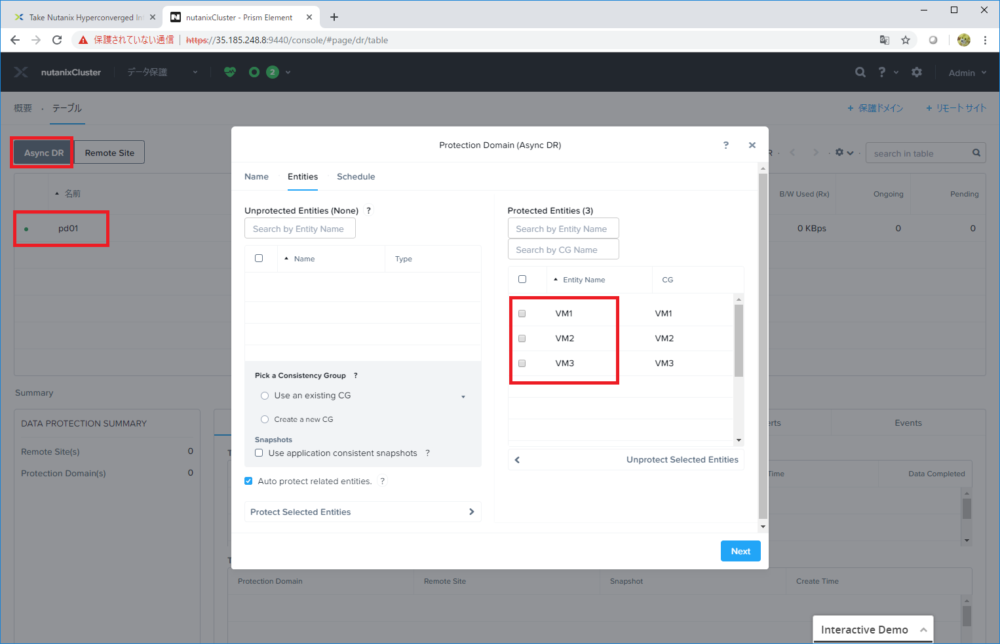 Take Nutanix Hyperconverged In
nutanixCluster - Prism Element
保護されていない通信
https://35.185.248.8:9440/console/#page/dr/table
nutanixCluster
データ保護
2
?
Admin
概要 · テーブル
+ 保護ドメイン
+ リモート サイト
Async DR
Remote Site
R
search in table
名前
B/W Used (Rx)
Ongoing
Pending
pd01
0 KBps
0
0
Protection Domain (Async DR)
?
Name
Entities
Schedule
Unprotected Entities (None) ?
Search by Entity Name
Name
Type
Pick a Consistency Group ?
Use an existing CG
Create a new CG
Snapshots
Use application consistent snapshots ?
Auto protect related entities. ?
Protect Selected Entities
Protected Entities (3)
Search by Entity Name
Search by CG Name
Entity Name
CG
VM1
VM1
VM2
VM2
VM3
VM3
Unprotect Selected Entities
Next
Summary
DATA PROTECTION SUMMARY
Remote Site(s)
0
Protection Domain(s)
0
erts
Events
T
Time
Data Completed
T
Protection Domain
Remote Site
Snapshot
Create Time
Interactive Demo